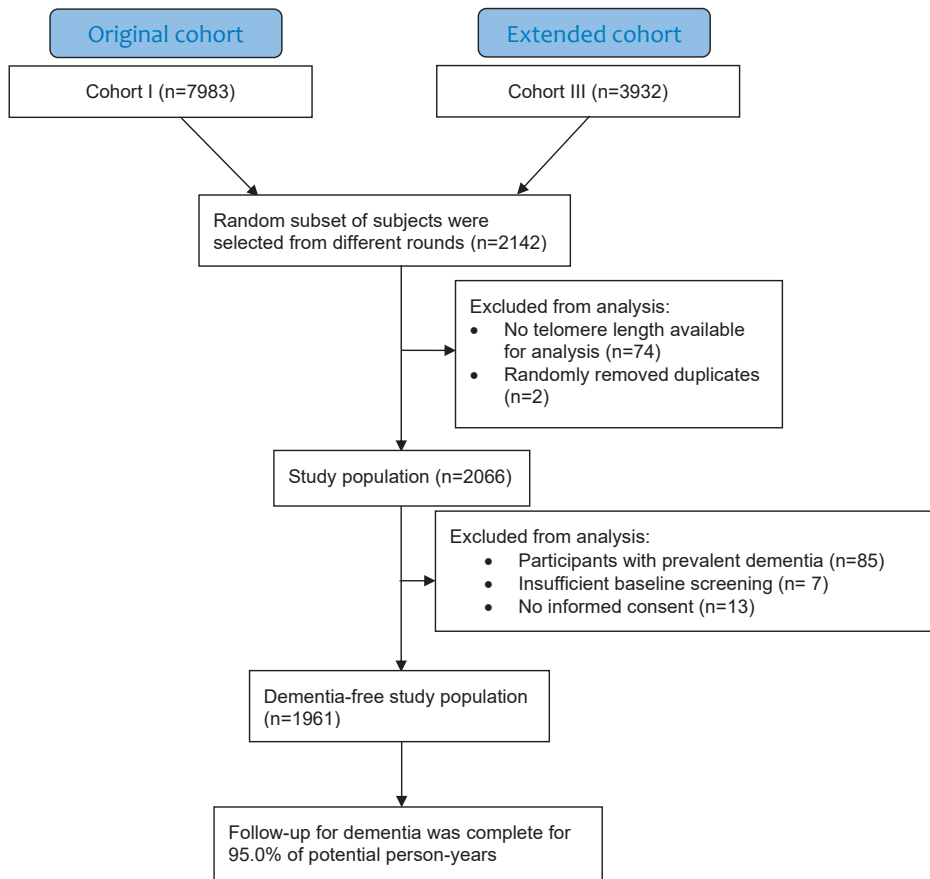 Original cohort
Extended cohort
Cohort I (n=7983)
Cohort III (n=3932)
Random subset of subjects were
selected from different rounds (n=2142)
Excluded from analysis:
• No telomere length available
for analysis (n=74)
• Randomly removed duplicates
(n=2)
Study population (n=2066)
Excluded from analysis:
• Participants with prevalent dementia (n=85)
• Insufficient baseline screening (n= 7)
• No informed consent (n=13)
Dementia-free study population
(n=1961)
Follow-up for dementia was complete for
95.0% of potential person-years